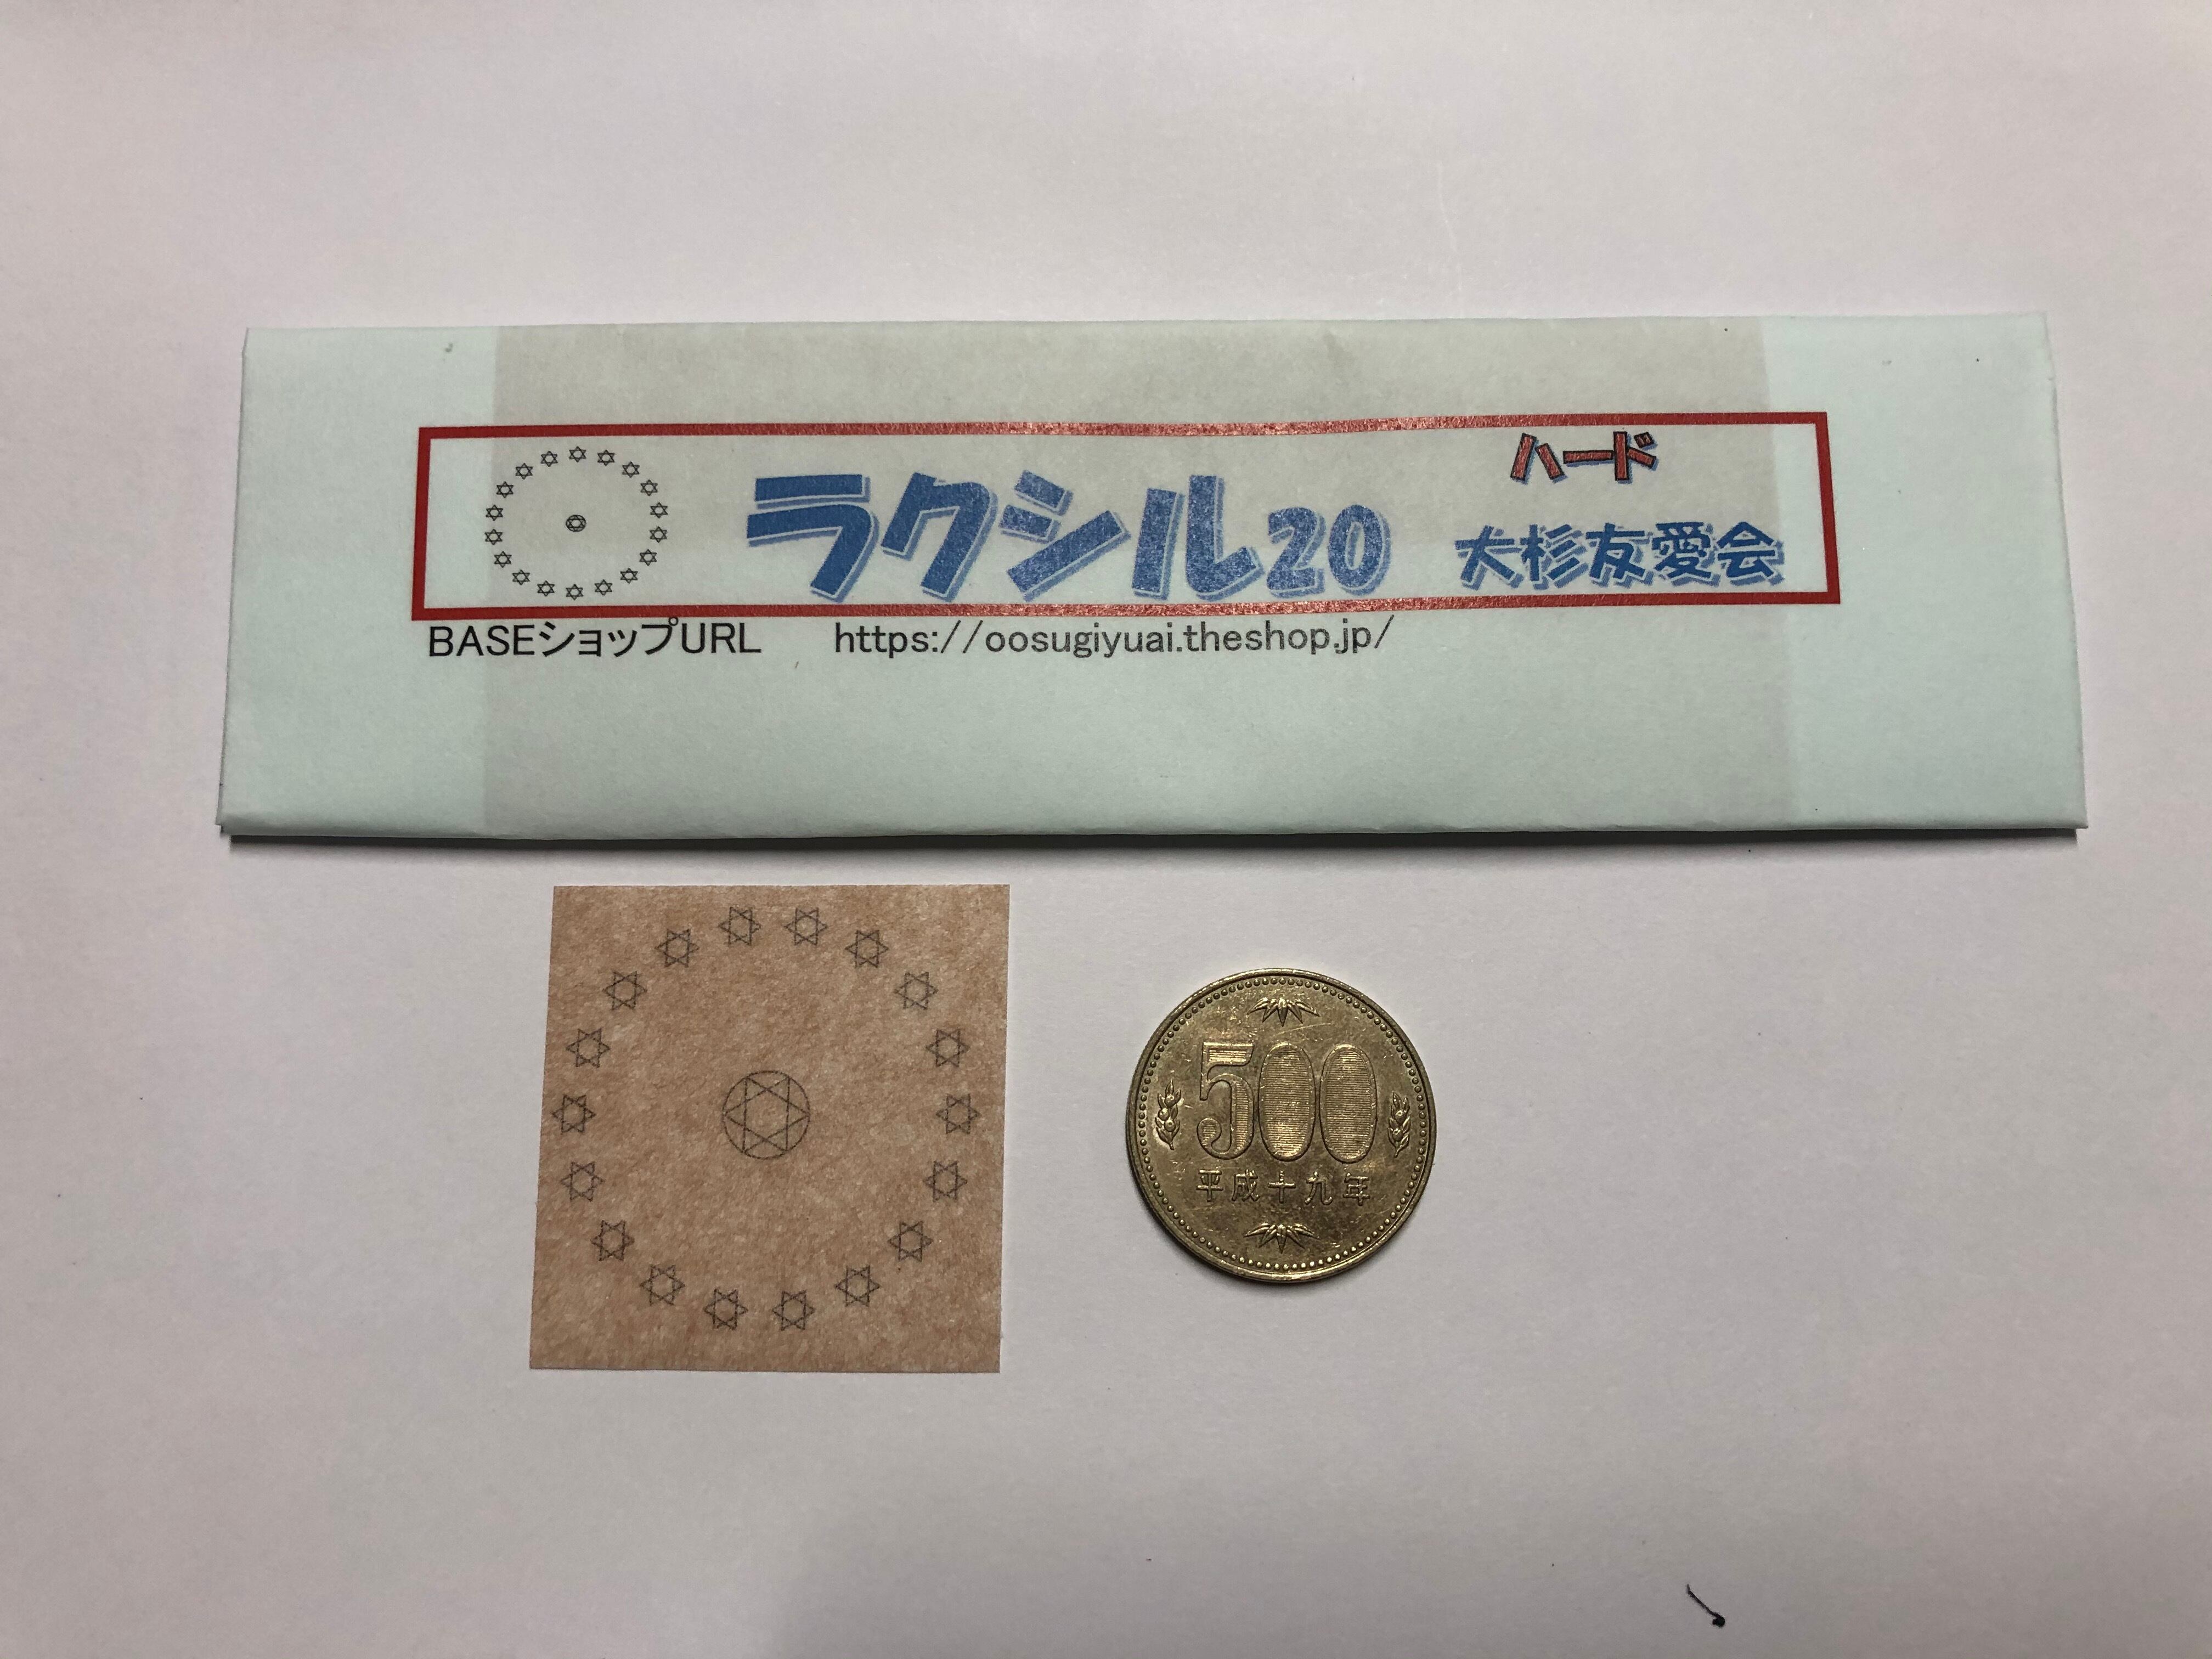 ハード
ラクシル20 大杉友愛会
BASEショップURL https://oosugiyuai.theshop.jp/
500
平成十九年